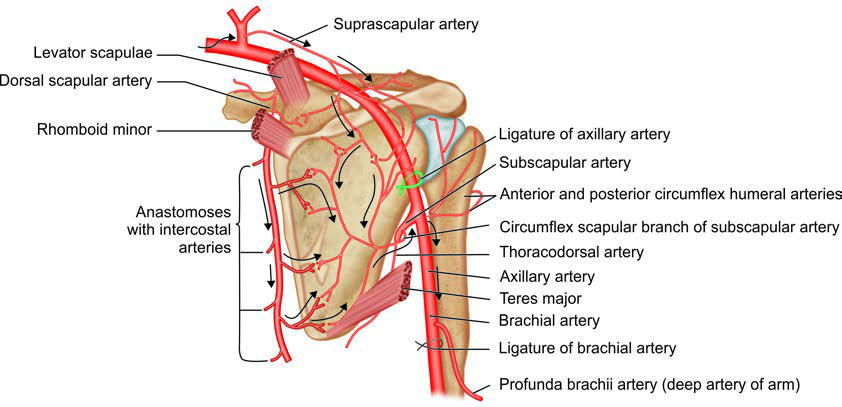 Suprascapular artery
Levator scapulae
Dorsal scapular artery
Rhomboid minor
Anastomoses
with intercostal
arteries
Ligature of axillary artery
Subscapular artery
Anterior and posterior circumflex humeral arteries
Circumflex scapular branch of subscapular artery
Thoracodorsal artery
Axillary artery
Teres major
Brachial artery
Ligature of brachial artery
Profunda brachii artery (deep artery of arm)